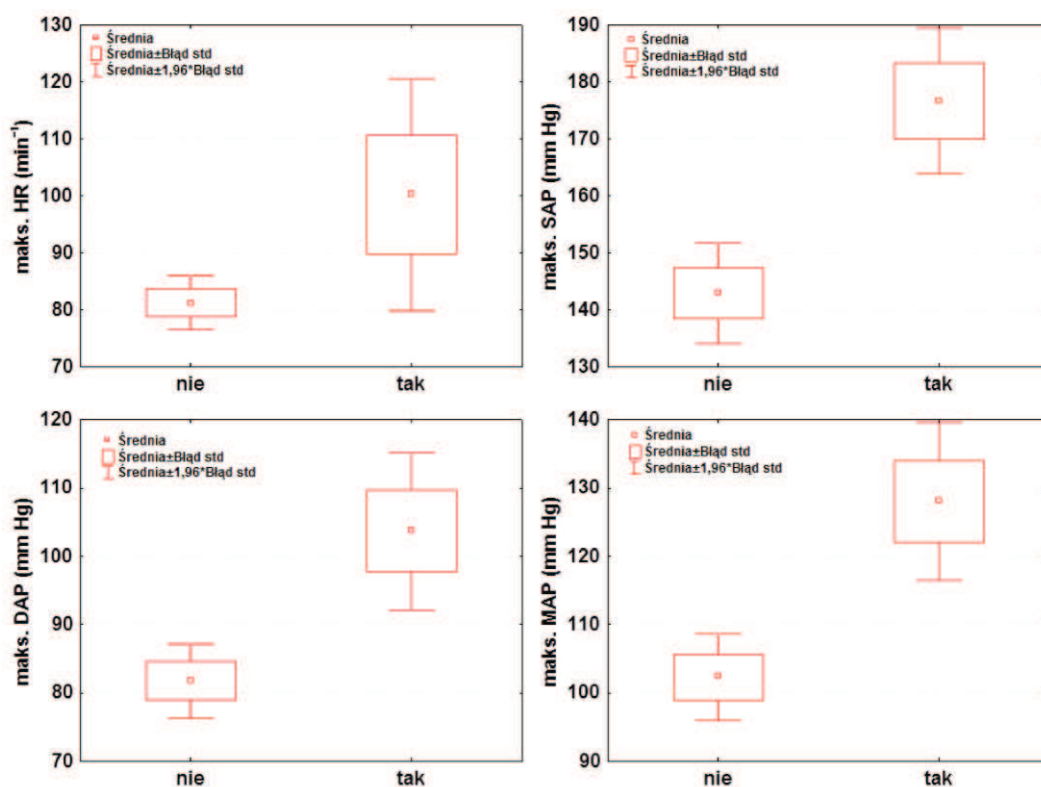 maks. HR (min⁻¹)
130
120
110
100
90
80
70
Średnia
Średnia±Błąd std
Średnia±1,96*Błąd std
nie tak
maks. SAP (mm Hg)
190
180
170
160
150
140
130
Średnia
Średnia±Błąd std
Średnia±1,96*Błąd std
nie tak
maks. DAP (mm Hg)
120
110
100
90
80
70
Średnia
Średnia±Błąd std
Średnia±1,96*Błąd std
nie tak
maks. MAP (mm Hg)
140
130
120
110
100
90
Średnia
Średnia±Błąd std
Średnia±1,96*Błąd std
nie tak